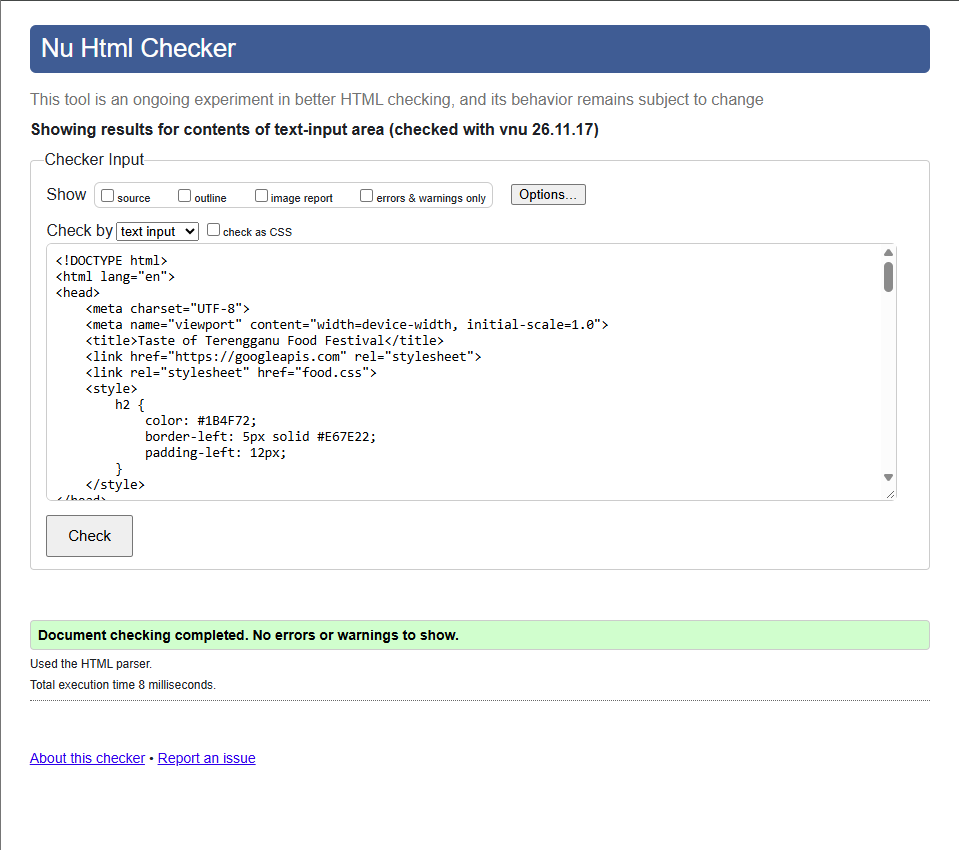 Nu Html Checker
This tool is an ongoing experiment in better HTML checking, and its behavior remains subject to change
Showing results for contents of text-input area (checked with vnu 26.11.17)
Checker Input
Show source outline image report errors & warnings only Options...
Check by text input check as CSS
<!DOCTYPE html>
<html lang="en">
<head>
    <meta charset="UTF-8">
    <meta name="viewport" content="width=device-width, initial-scale=1.0">
    <title>Taste of Terengganu Food Festival</title>
    <link href="https://googleapis.com" rel="stylesheet">
    <link rel="stylesheet" href="food.css">
    <style>
        h2 {
            color: #1B4F72;
            border-left: 5px solid #E67E22;
            padding-left: 12px;
        }
    </style>
</head>
Check
Document checking completed. No errors or warnings to show.
Used the HTML parser.
Total execution time 8 milliseconds.
About this checker • Report an issue